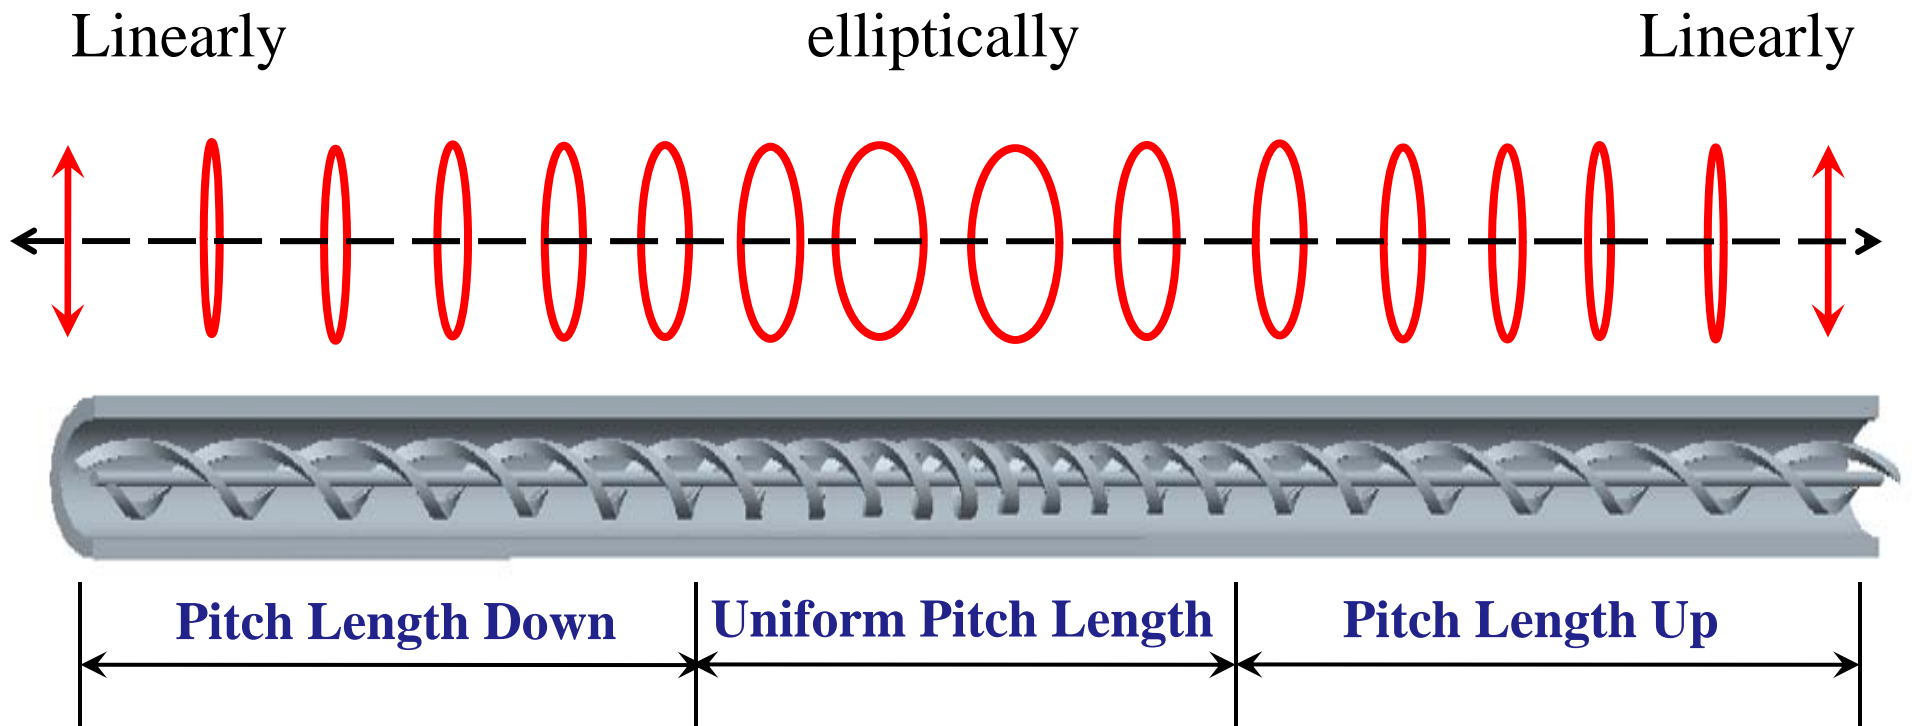 Linearly
elliptically
Linearly
Pitch Length Down
Uniform Pitch Length
Pitch Length Up